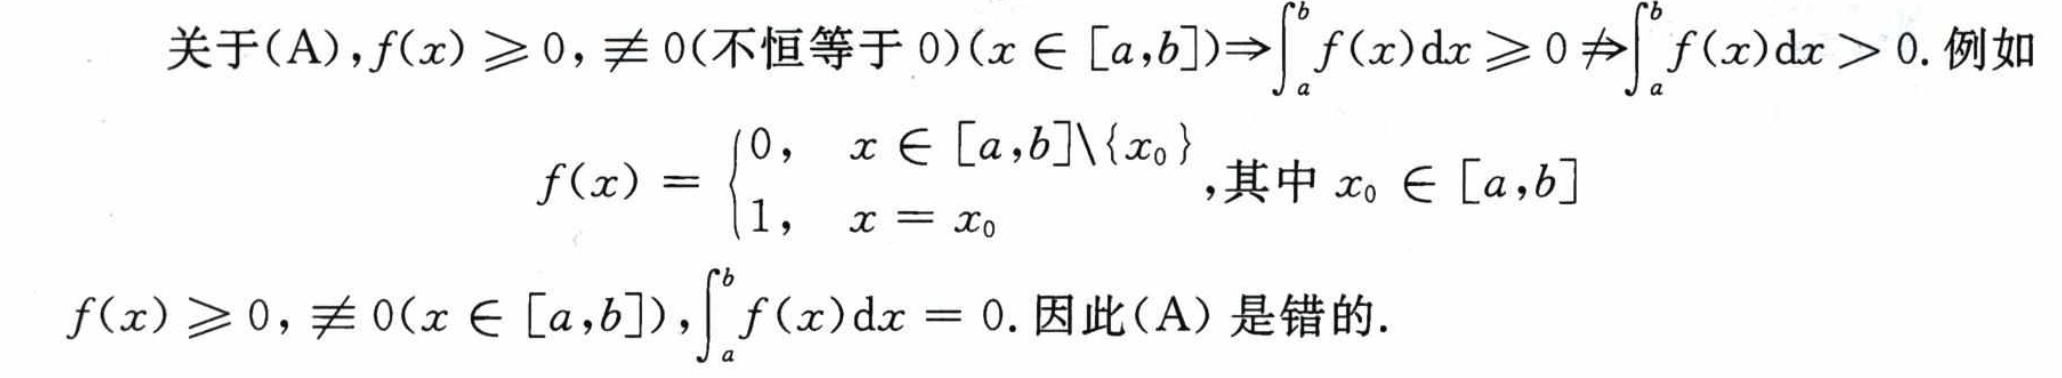 关于(A),f(x) ⩾ 0, ≢ 0(不恒等于 0)(x ∈ [a,b])⇒∫_a^b f(x)dx ⩾ 0 ⇏ ∫_a^b f(x)dx > 0. 例如
f(x) = { 0, x ∈ [a,b]\{x₀}
1, x = x₀ ,其中 x₀ ∈ [a,b]
f(x) ⩾ 0, ≢ 0(x ∈ [a,b]),∫_a^b f(x)dx = 0. 因此(A) 是错的.